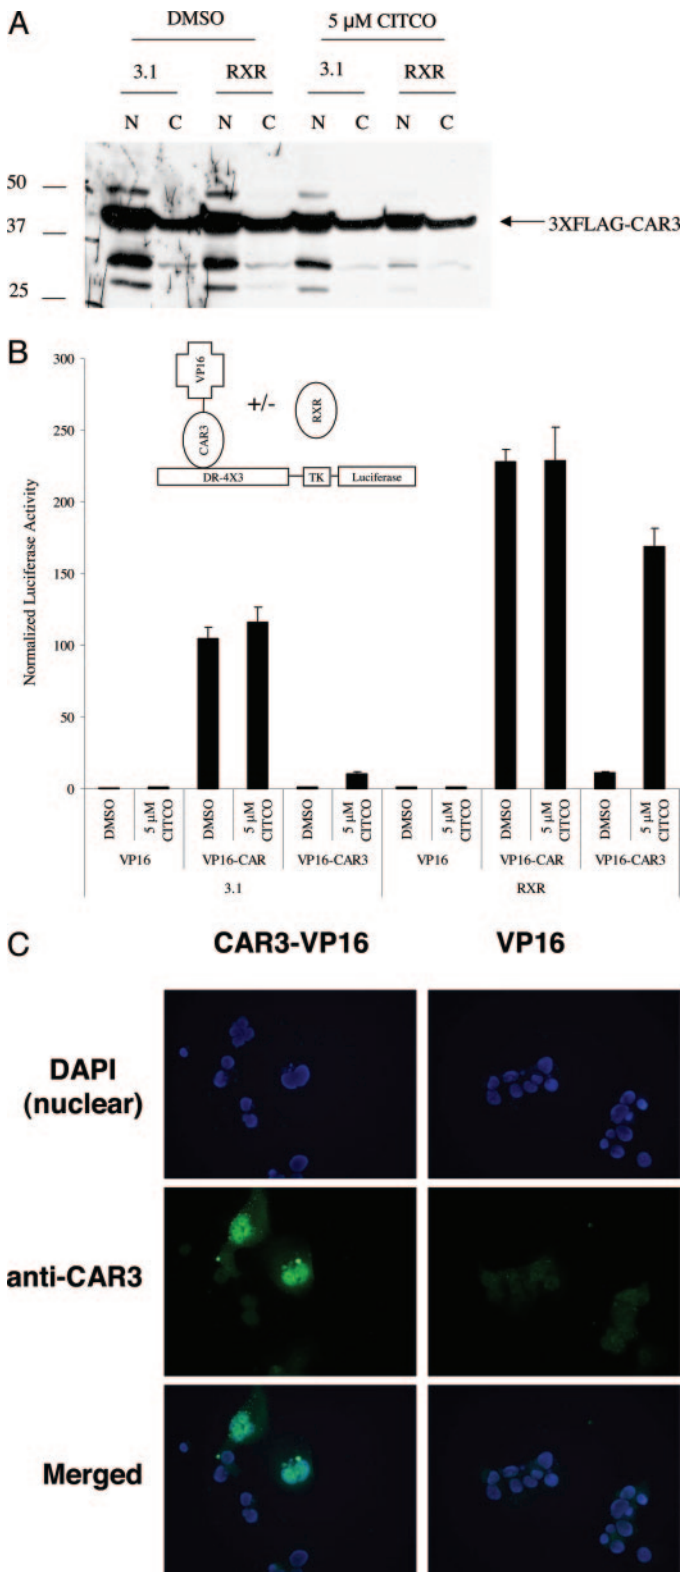 A
DMSO 5 µM CITCO
3.1 RXR 3.1 RXR
N C N C N C N C
50
37
25
3XFLAG-CAR3
B
300
250
200
150
100
50
0
Normalized Luciferase Activity
VP16
CAR3
+/-
RXR
DR-4X3 TK Luciferase
DMSO 5 µM CITCO DMSO 5 µM CITCO DMSO 5 µM CITCO DMSO 5 µM CITCO DMSO 5 µM CITCO DMSO 5 µM CITCO
VP16 VP16-CAR VP16-CAR3 VP16 VP16-CAR VP16-CAR3
3.1 RXR
C
CAR3-VP16 VP16
DAPI
(nuclear)
anti-CAR3
Merged